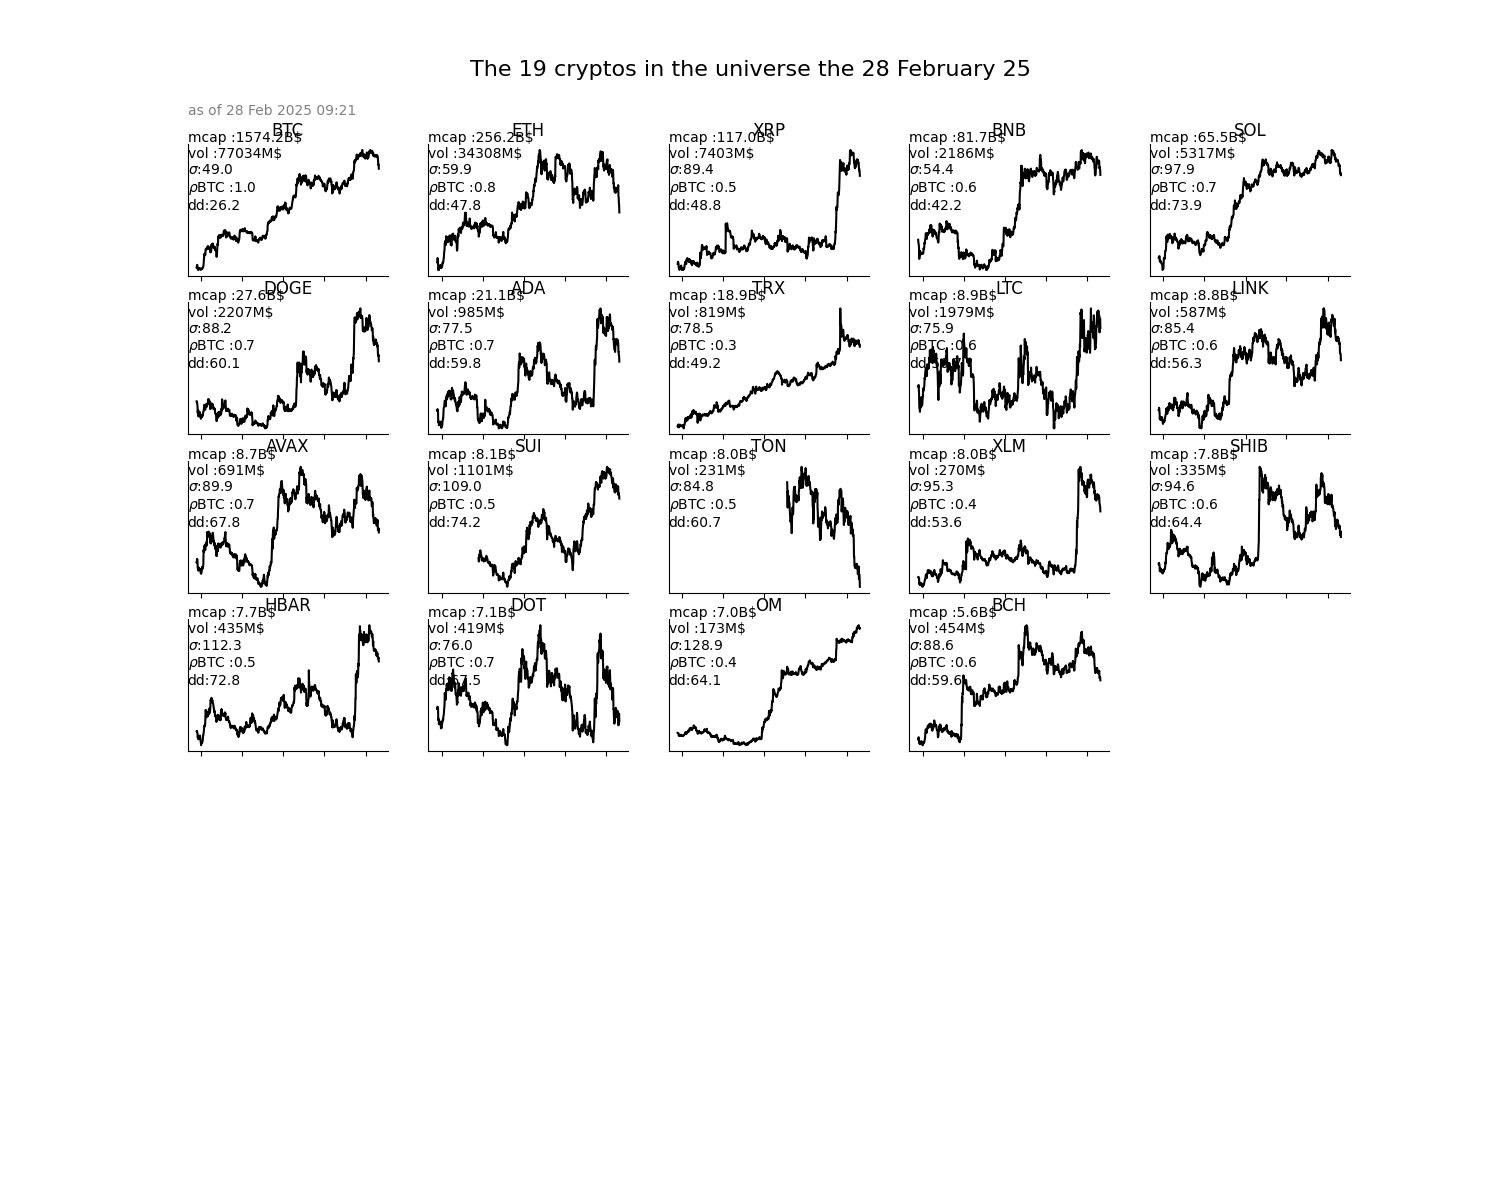 The 19 cryptos in the universe the 28 February 25
as of 28 Feb 2025 09:21
BTC
mcap :1574.2B$
vol :77034M$
σ:49.0
ρBTC :1.0
dd:26.2
ETH
mcap :256.2B$
vol :34308M$
σ:59.9
ρBTC :0.8
dd:47.8
XRP
mcap :117.0B$
vol :7403M$
σ:89.4
ρBTC :0.5
dd:48.8
BNB
mcap :81.7B$
vol :2186M$
σ:54.4
ρBTC :0.6
dd:42.2
SOL
mcap :65.5B$
vol :5317M$
σ:97.9
ρBTC :0.7
dd:73.9
DOGE
mcap :27.6B$
vol :2207M$
σ:88.2
ρBTC :0.7
dd:60.1
ADA
mcap :21.1B$
vol :985M$
σ:77.5
ρBTC :0.7
dd:59.8
TRX
mcap :18.9B$
vol :819M$
σ:78.5
ρBTC :0.3
dd:49.2
LTC
mcap :8.9B$
vol :1979M$
σ:75.9
ρBTC :0.6
LINK
mcap :8.8B$
vol :587M$
σ:85.4
ρBTC :0.6
dd:56.3
AVAX
mcap :8.7B$
vol :691M$
σ:89.9
ρBTC :0.7
dd:67.8
SUI
mcap :8.1B$
vol :1101M$
σ:109.0
ρBTC :0.5
dd:74.2
TON
mcap :8.0B$
vol :231M$
σ:84.8
ρBTC :0.5
dd:60.7
XLM
mcap :8.0B$
vol :270M$
σ:95.3
ρBTC :0.4
dd:53.6
SHIB
mcap :7.8B$
vol :335M$
σ:94.6
ρBTC :0.6
dd:64.4
HBAR
mcap :7.7B$
vol :435M$
σ:112.3
ρBTC :0.5
dd:72.8
DOT
mcap :7.1B$
vol :419M$
σ:76.0
ρBTC :0.7
dd:57.5
OM
mcap :7.0B$
vol :173M$
σ:128.9
ρBTC :0.4
dd:64.1
BCH
mcap :5.6B$
vol :454M$
σ:88.6
ρBTC :0.6
dd:59.6